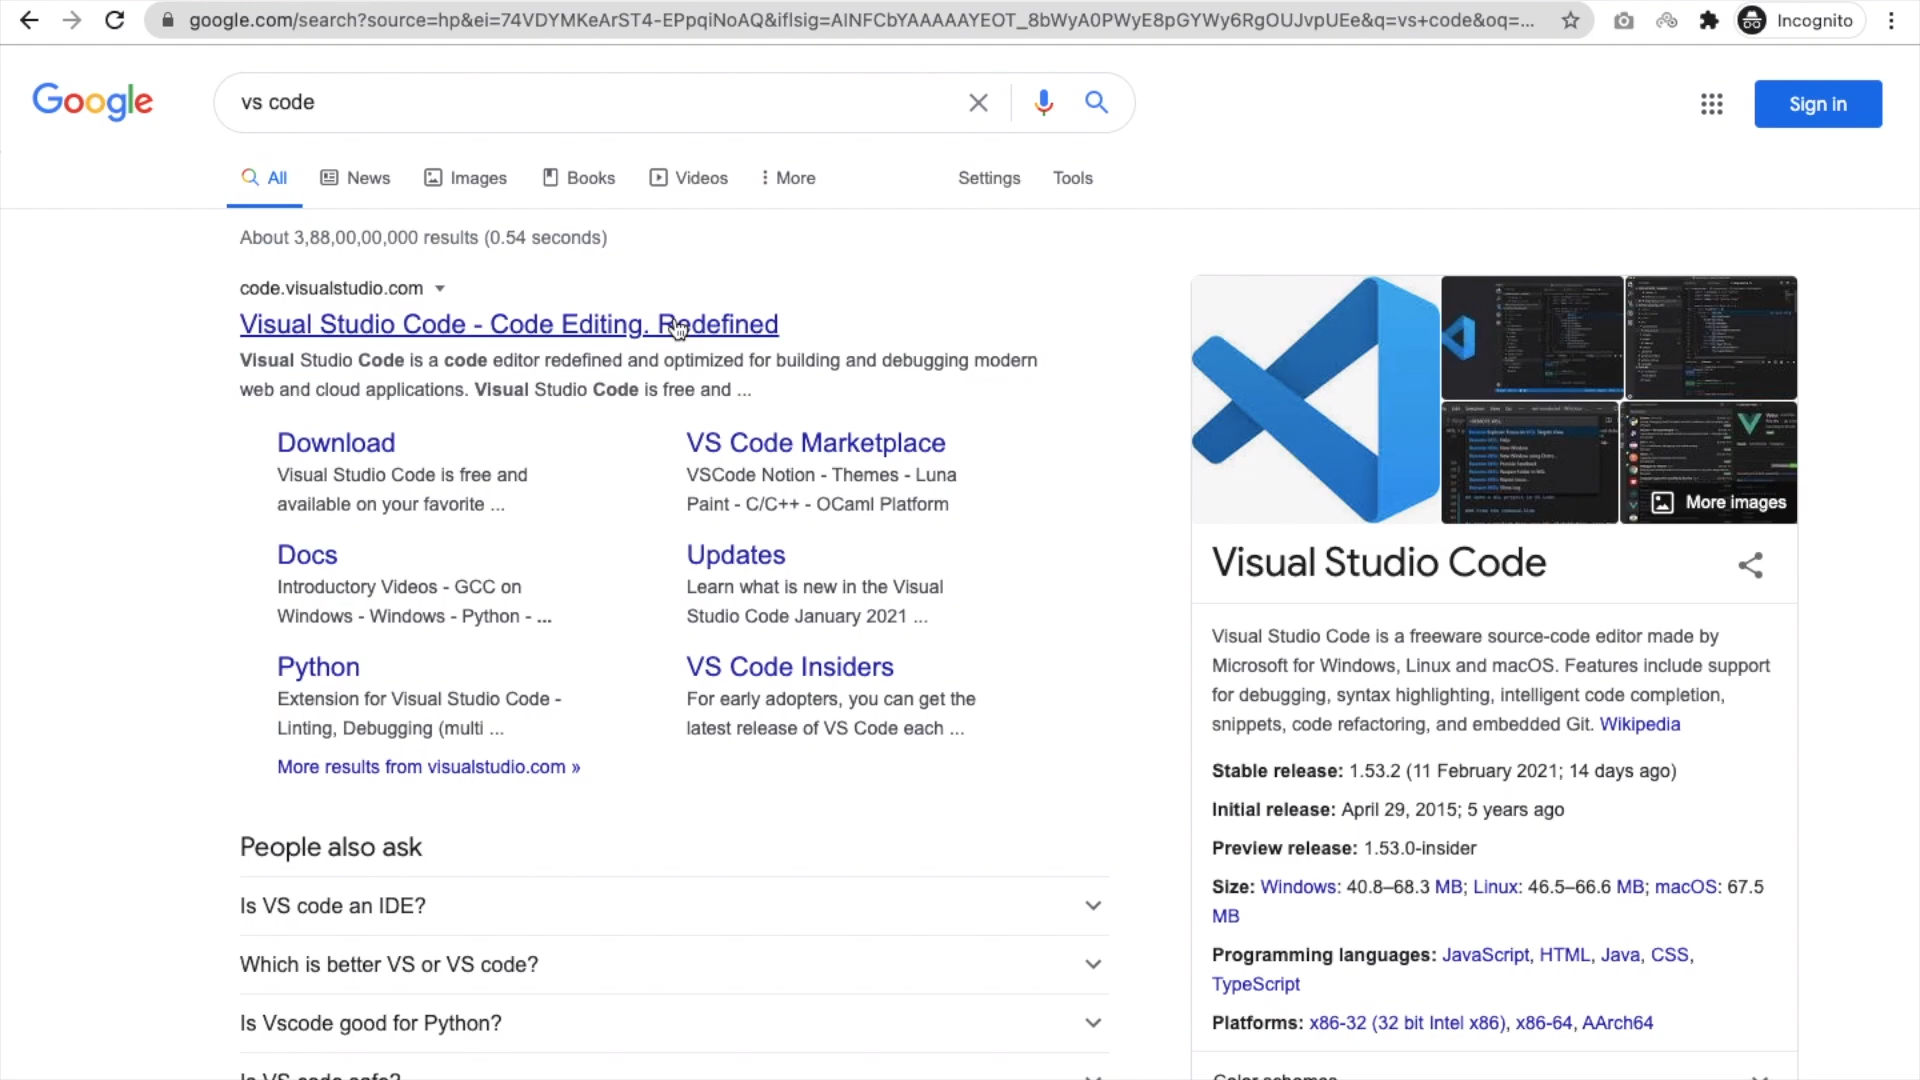 google.com/search?source=hp&ei=74VDYMKeArST4-EPpqiNoAQ&iflsig=AINFCbYAAAAAYEOT_8bWyA0PWyE8pGYWy6RgOUJvpUEe&q=vs+code&oq=...
Incognito
Google
vs code
Sign in
All
News
Images
Books
Videos
More
Settings
Tools
About 3,88,00,00,000 results (0.54 seconds)
code.visualstudio.com
Visual Studio Code - Code Editing. Redefined
Visual Studio Code is a code editor redefined and optimized for building and debugging modern
web and cloud applications. Visual Studio Code is free and ...
Download
Visual Studio Code is free and
available on your favorite ...
VS Code Marketplace
VSCode Notion - Themes - Luna
Paint - C/C++ - OCaml Platform
Docs
Introductory Videos - GCC on
Windows - Windows - Python - ...
Updates
Learn what is new in the Visual
Studio Code January 2021 ...
Python
Extension for Visual Studio Code -
Linting, Debugging (multi ...
VS Code Insiders
For early adopters, you can get the
latest release of VS Code each ...
More results from visualstudio.com »
People also ask
Is VS code an IDE?
Which is better VS or VS code?
Is Vscode good for Python?
Is VS code safe?
More images
Visual Studio Code
Visual Studio Code is a freeware source-code editor made by
Microsoft for Windows, Linux and macOS. Features include support
for debugging, syntax highlighting, intelligent code completion,
snippets, code refactoring, and embedded Git. Wikipedia
Stable release: 1.53.2 (11 February 2021; 14 days ago)
Initial release: April 29, 2015; 5 years ago
Preview release: 1.53.0-insider
Size: Windows: 40.8–68.3 MB; Linux: 46.5–66.6 MB; macOS: 67.5
MB
Programming languages: JavaScript, HTML, Java, CSS,
TypeScript
Platforms: x86-32 (32 bit Intel x86), x86-64, AArch64
Color schemes